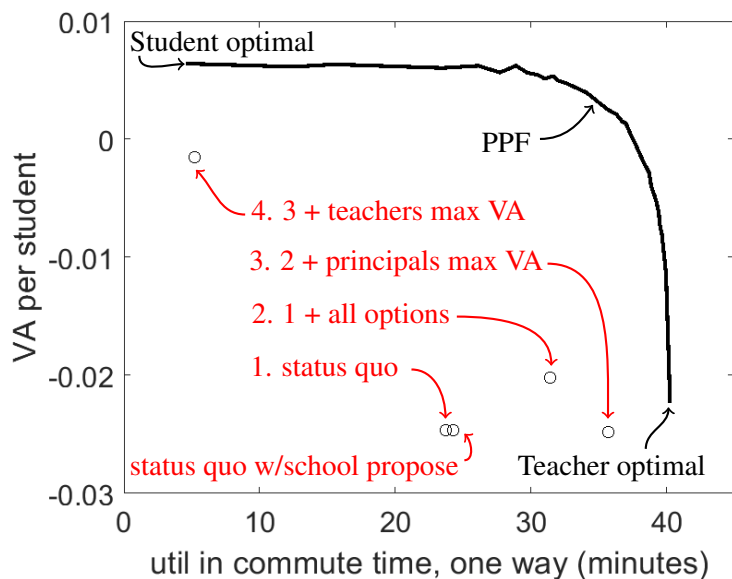 0.01
Student optimal
0
PPF
4. 3 + teachers max VA
-0.01
3. 2 + principals max VA
2. 1 + all options
1. status quo
-0.02
status quo w/school propose
Teacher optimal
-0.03
0 10 20 30 40
util in commute time, one way (minutes)
VA per student